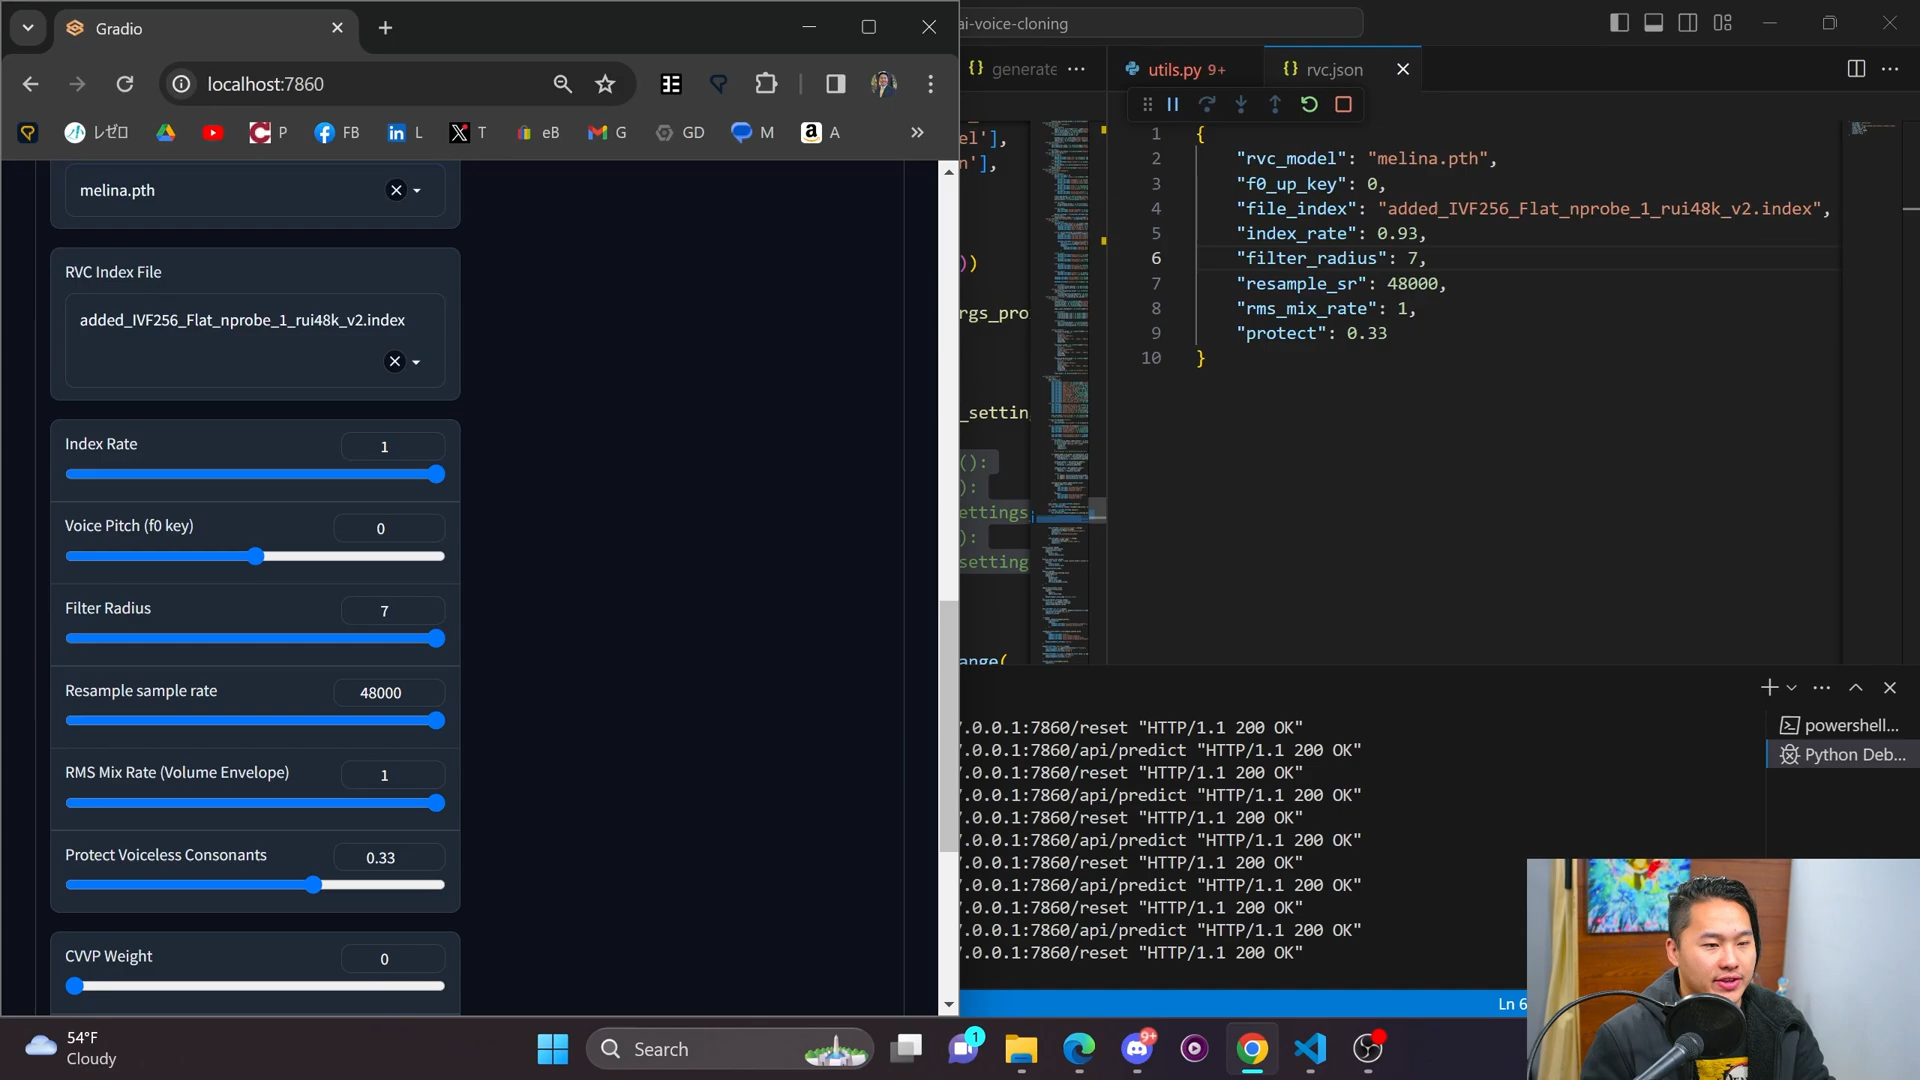 Gradio
localhost:7860
レゼロ
P
FB
L
T
eB
G
GD
M
A
melina.pth
RVC Index File
added_IVF256_Flat_nprobe_1_rui48k_v2.index
Index Rate
1
Voice Pitch (f0 key)
0
Filter Radius
7
Resample sample rate
48000
RMS Mix Rate (Volume Envelope)
1
Protect Voiceless Consonants
0.33
CVVP Weight
0
ai-voice-cloning
{} generate ...
utils.py 9+
{} rvc.json
el'],
n'],
))
rgs_pro
_setting
():
):
ettings
):
setting
ange(
1 {
2 "rvc_model": "melina.pth",
3 "f0_up_key": 0,
4 "file_index": "added_IVF256_Flat_nprobe_1_rui48k_v2.index",
5 "index_rate": 0.93,
6 "filter_radius": 7,
7 "resample_sr": 48000,
8 "rms_mix_rate": 1,
9 "protect": 0.33
10 }
.0.0.1:7860/reset "HTTP/1.1 200 OK"
.0.0.1:7860/api/predict "HTTP/1.1 200 OK"
.0.0.1:7860/reset "HTTP/1.1 200 OK"
.0.0.1:7860/api/predict "HTTP/1.1 200 OK"
.0.0.1:7860/reset "HTTP/1.1 200 OK"
.0.0.1:7860/api/predict "HTTP/1.1 200 OK"
.0.0.1:7860/reset "HTTP/1.1 200 OK"
.0.0.1:7860/api/predict "HTTP/1.1 200 OK"
.0.0.1:7860/reset "HTTP/1.1 200 OK"
.0.0.1:7860/api/predict "HTTP/1.1 200 OK"
.0.0.1:7860/reset "HTTP/1.1 200 OK"
powershell...
Python Deb...
Ln 6
54°F
Cloudy
Search
1
9+